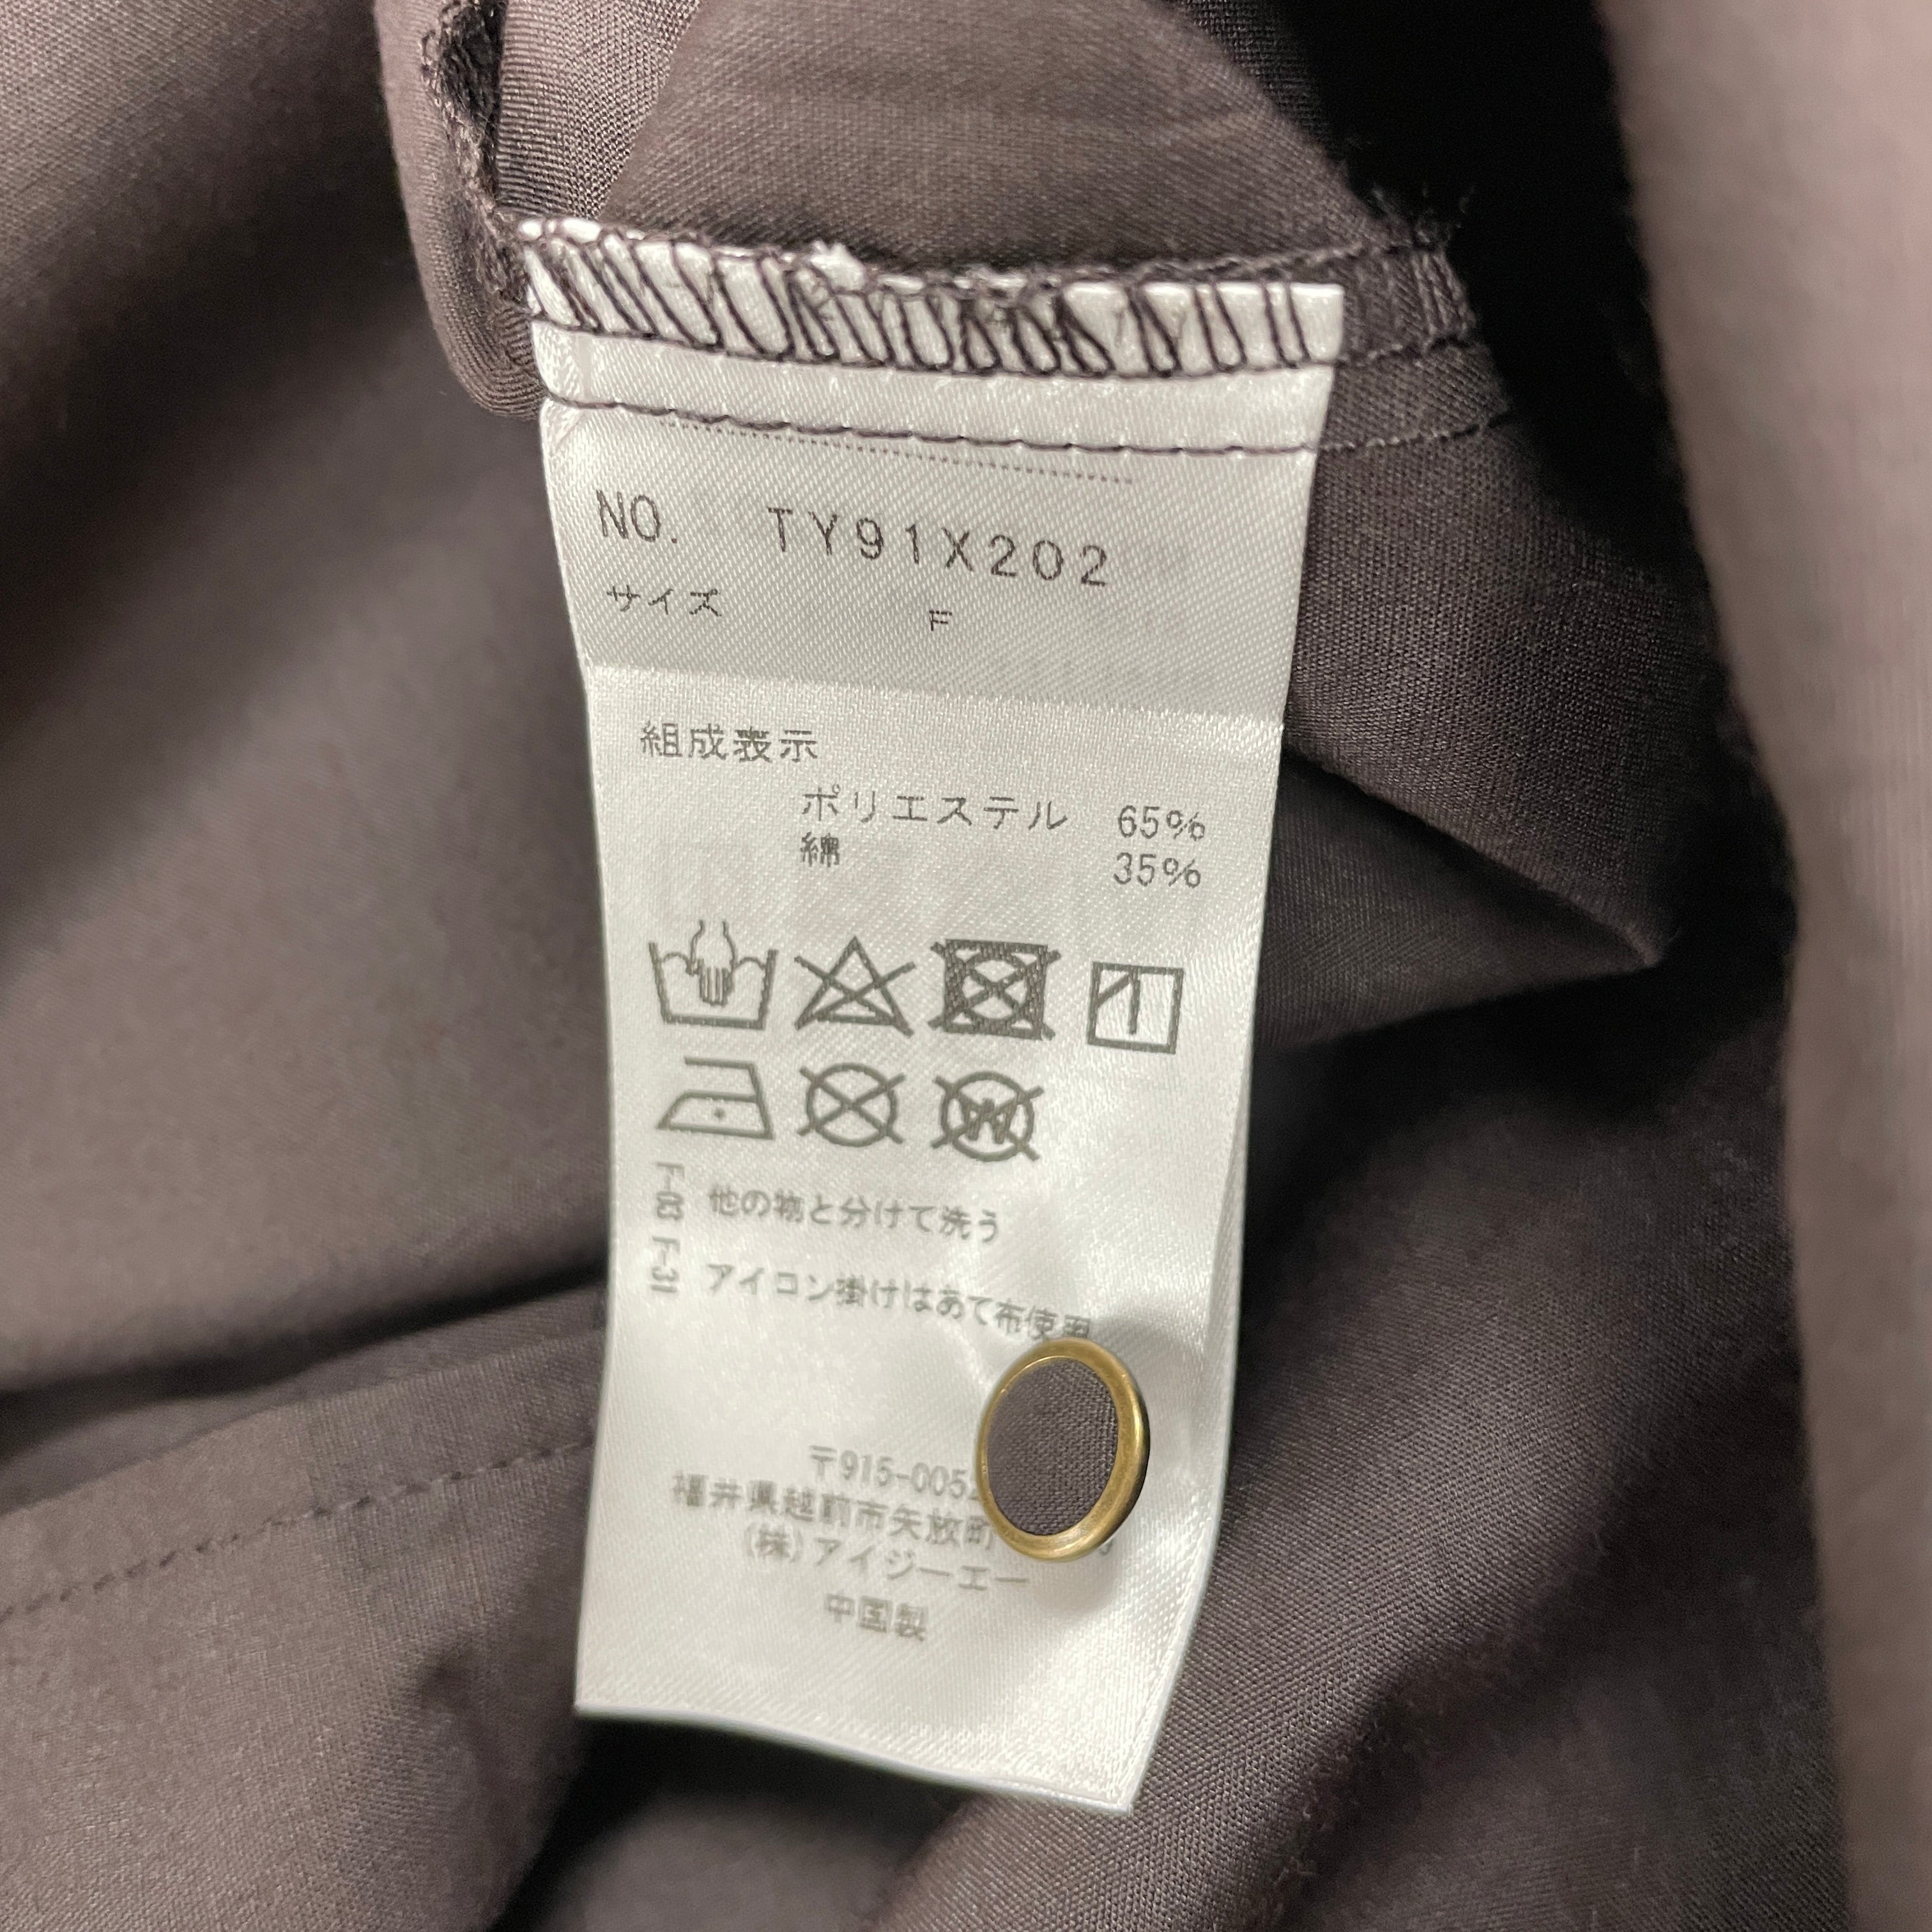 NO. TY91X202
サイズ F
組成表示
ポリエステル 65%
綿 35%
W
他の物と分けて洗う
アイロン掛けはあて布使用
〒915-005
福井県越前市矢放町
(株)アイジーエー
中国製